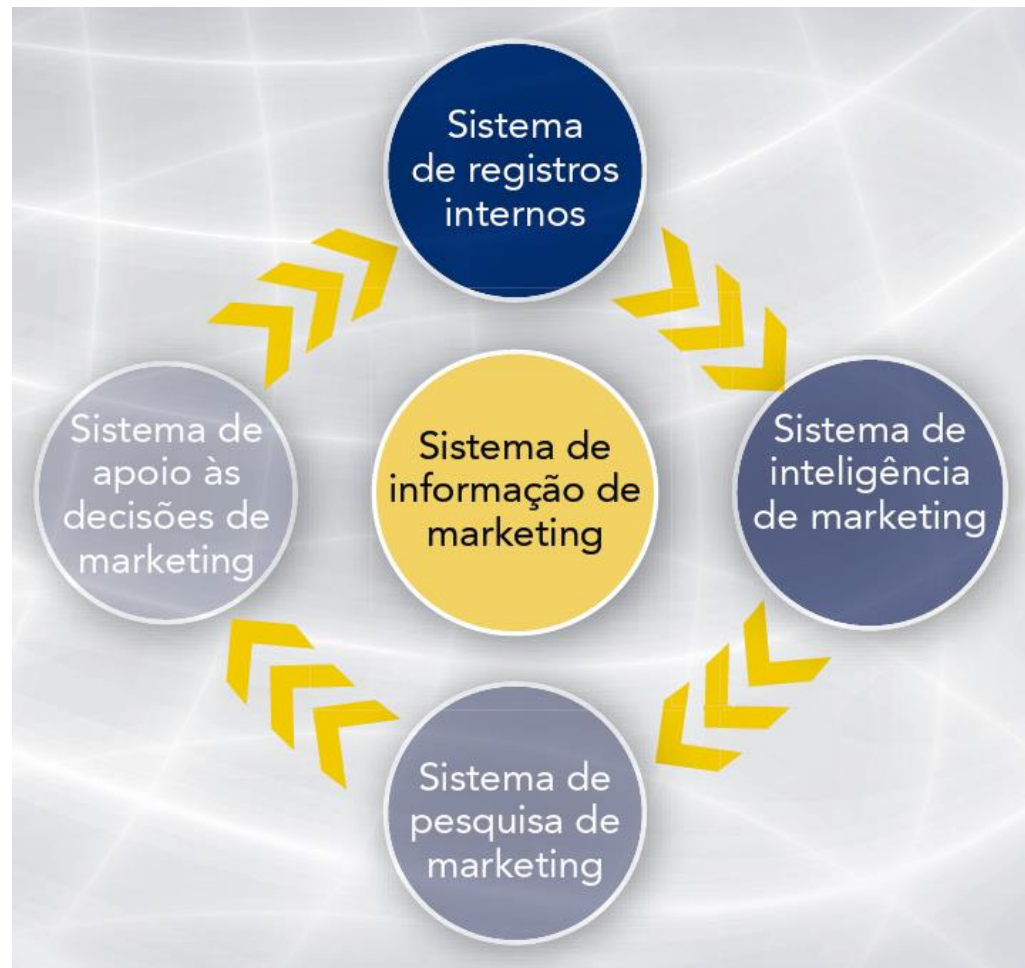 Sistema
de registros
internos
Sistema de
apoio às
decisões de
marketing
Sistema de
informação de
marketing
Sistema de
inteligência
de marketing
Sistema de
pesquisa de
marketing